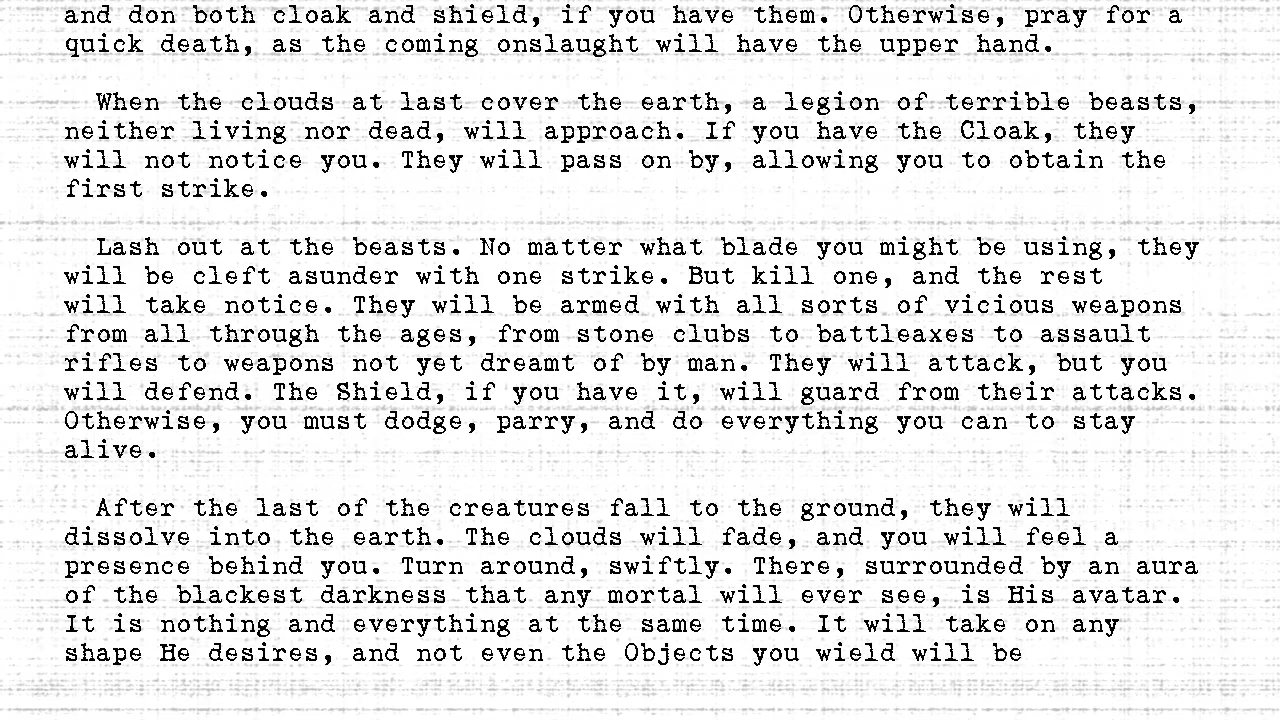 and don both cloak and shield, if you have them. Otherwise, pray for a
quick death, as the coming onslaught will have the upper hand.
When the clouds at last cover the earth, a legion of terrible beasts,
neither living nor dead, will approach. If you have the Cloak, they
will not notice you. They will pass on by, allowing you to obtain the
first strike.
Lash out at the beasts. No matter what blade you might be using, they
will be cleft asunder with one strike. But kill one, and the rest
will take notice. They will be armed with all sorts of vicious weapons
from all through the ages, from stone clubs to battleaxes to assault
rifles to weapons not yet dreamt of by man. They will attack, but you
will defend. The Shield, if you have it, will guard from their attacks.
Otherwise, you must dodge, parry, and do everything you can to stay
alive.
After the last of the creatures fall to the ground, they will
dissolve into the earth. The clouds will fade, and you will feel a
presence behind you. Turn around, swiftly. There, surrounded by an aura
of the blackest darkness that any mortal will ever see, is His avatar.
It is nothing and everything at the same time. It will take on any
shape He desires, and not even the Objects you wield will be